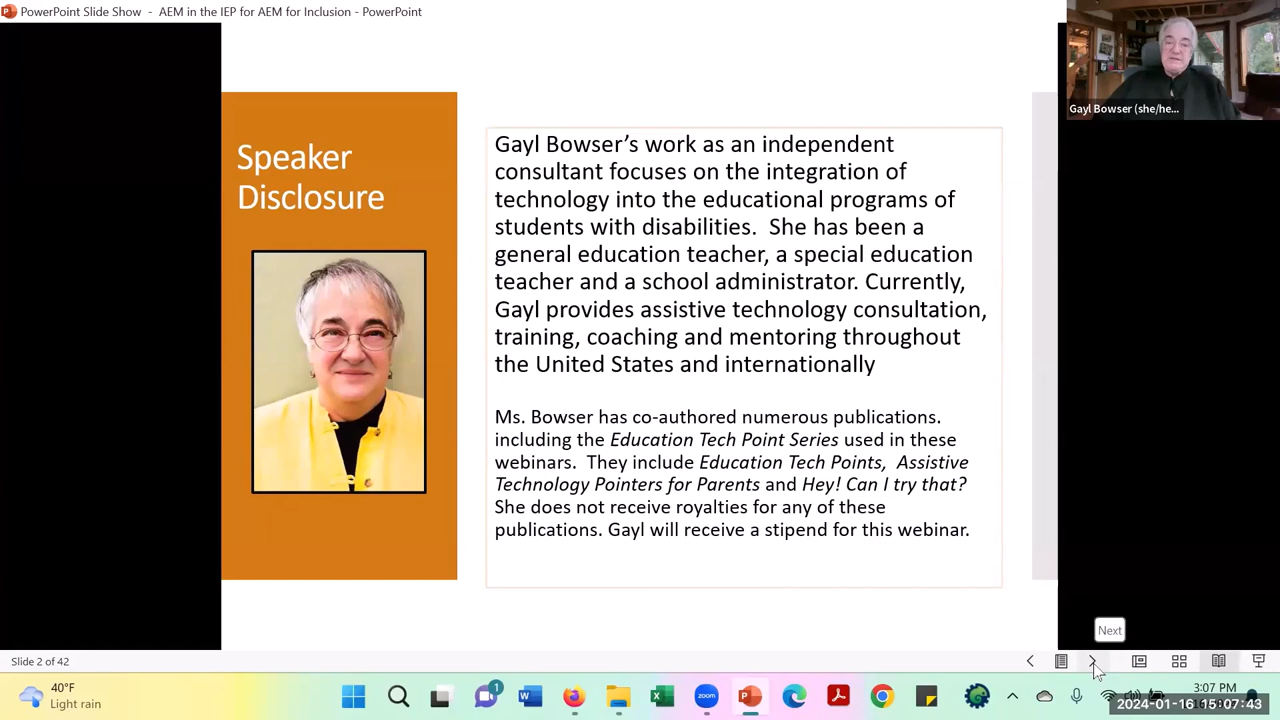 PowerPoint Slide Show - AEM in the IEP for AEM for Inclusion - PowerPoint
Gayl Bowser (she/he...
Speaker
Disclosure
Gayl Bowser’s work as an independent
consultant focuses on the integration of
technology into the educational programs of
students with disabilities. She has been a
general education teacher, a special education
teacher and a school administrator. Currently,
Gayl provides assistive technology consultation,
training, coaching and mentoring throughout
the United States and internationally
Ms. Bowser has co-authored numerous publications.
including the Education Tech Point Series used in these
webinars. They include Education Tech Points, Assistive
Technology Pointers for Parents and Hey! Can I try that?
She does not receive royalties for any of these
publications. Gayl will receive a stipend for this webinar.
Next
Slide 2 of 42
40°F
Light rain
1
zoom
3:07 PM
2024-01-16 15:07:43